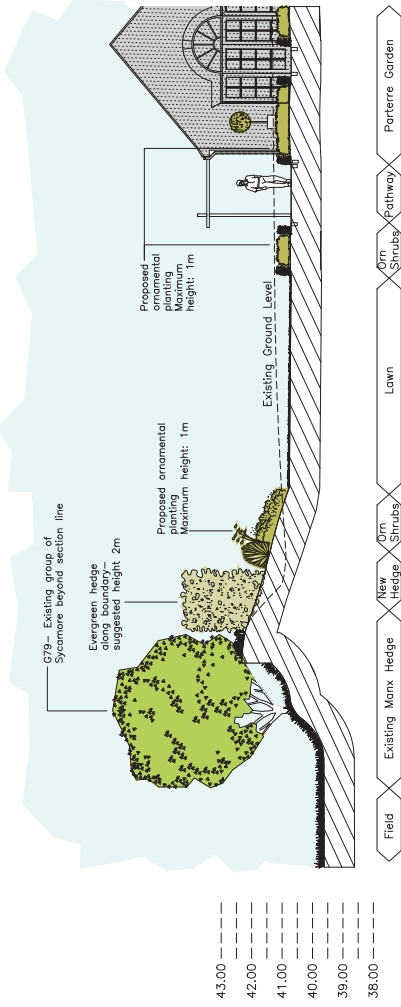 G79- Existing group of
Sycamore beyond section line
Evergreen hedge
along boundary-
suggested height 2m
Proposed ornamental
planting
Maximum height: 1m
Proposed
ornamental
planting
Maximum
height: 1m
Existing Ground Level
43.00
42.00
41.00
40.00
39.00
38.00
Field
Existing Manx Hedge
New
Hedge
Orn
Shrubs
Lawn
Orn
Shrubs
Pathway
Parterre Garden